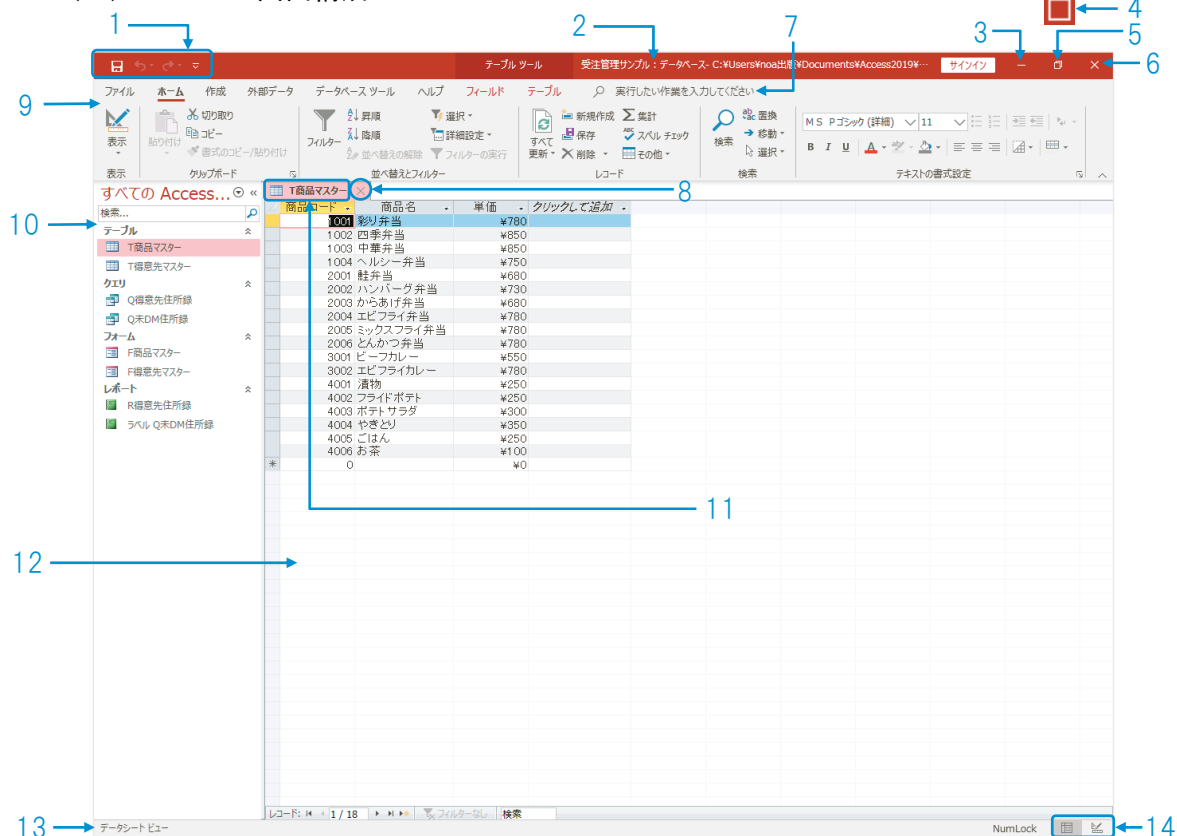 1
2
3
4
5
6
7
テーブル ツール
受注管理サンプル : データベース- C:¥Users¥noa出版¥Documents¥Access2019¥…
サインイン
9
ファイル ホーム 作成 外部データ データベース ツール ヘルプ フィールド テーブル 実行したい作業を入力してください
表示
貼り付け
切り取り
コピー
書式のコピー/貼り付け
フィルター
昇順
降順
並べ替えの解除
選択
詳細設定
フィルターの実行
すべて
更新
新規作成
保存
削除
集計
スペル チェック
その他
検索
置換
移動
選択
MS Pゴシック (詳細) 11
B I U A
表示 クリップボード 並べ替えとフィルター レコード 検索 テキストの書式設定
10
すべての Access...
検索...
テーブル
T商品マスター
T得意先マスター
クエリ
Q得意先住所録
Q未DM住所録
フォーム
F商品マスター
F得意先マスター
レポート
R得意先住所録
ラベル Q未DM住所録
T商品マスター
8
商品コード 商品名 単価 クリックして追加
1001 彩り弁当 ¥780
1002 四季弁当 ¥850
1003 中華弁当 ¥850
1004 ヘルシー弁当 ¥750
2001 鮭弁当 ¥680
2002 ハンバーグ弁当 ¥730
2003 からあげ弁当 ¥680
2004 エビフライ弁当 ¥780
2005 ミックスフライ弁当 ¥780
2006 とんかつ弁当 ¥780
3001 ビーフカレー ¥550
3002 エビフライカレー ¥780
4001 漬物 ¥250
4002 フライドポテト ¥250
4003 ポテトサラダ ¥300
4004 やきとり ¥350
4005 ごはん ¥250
4006 お茶 ¥100
* 0 ¥0
11
12
レコード: 1 / 18 フィルターなし 検索
13
データシート ビュー
NumLock
14